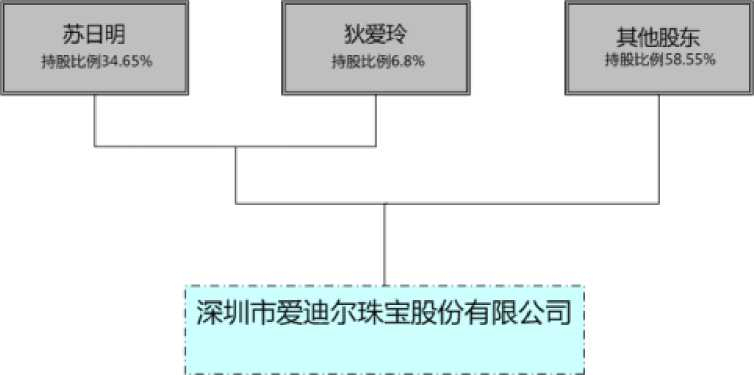 苏日明
持股比例34.65%
狄爱玲
持股比例6.8%
其他股东
持股比例58.55%
深圳市爱迪尔珠宝股份有限公司